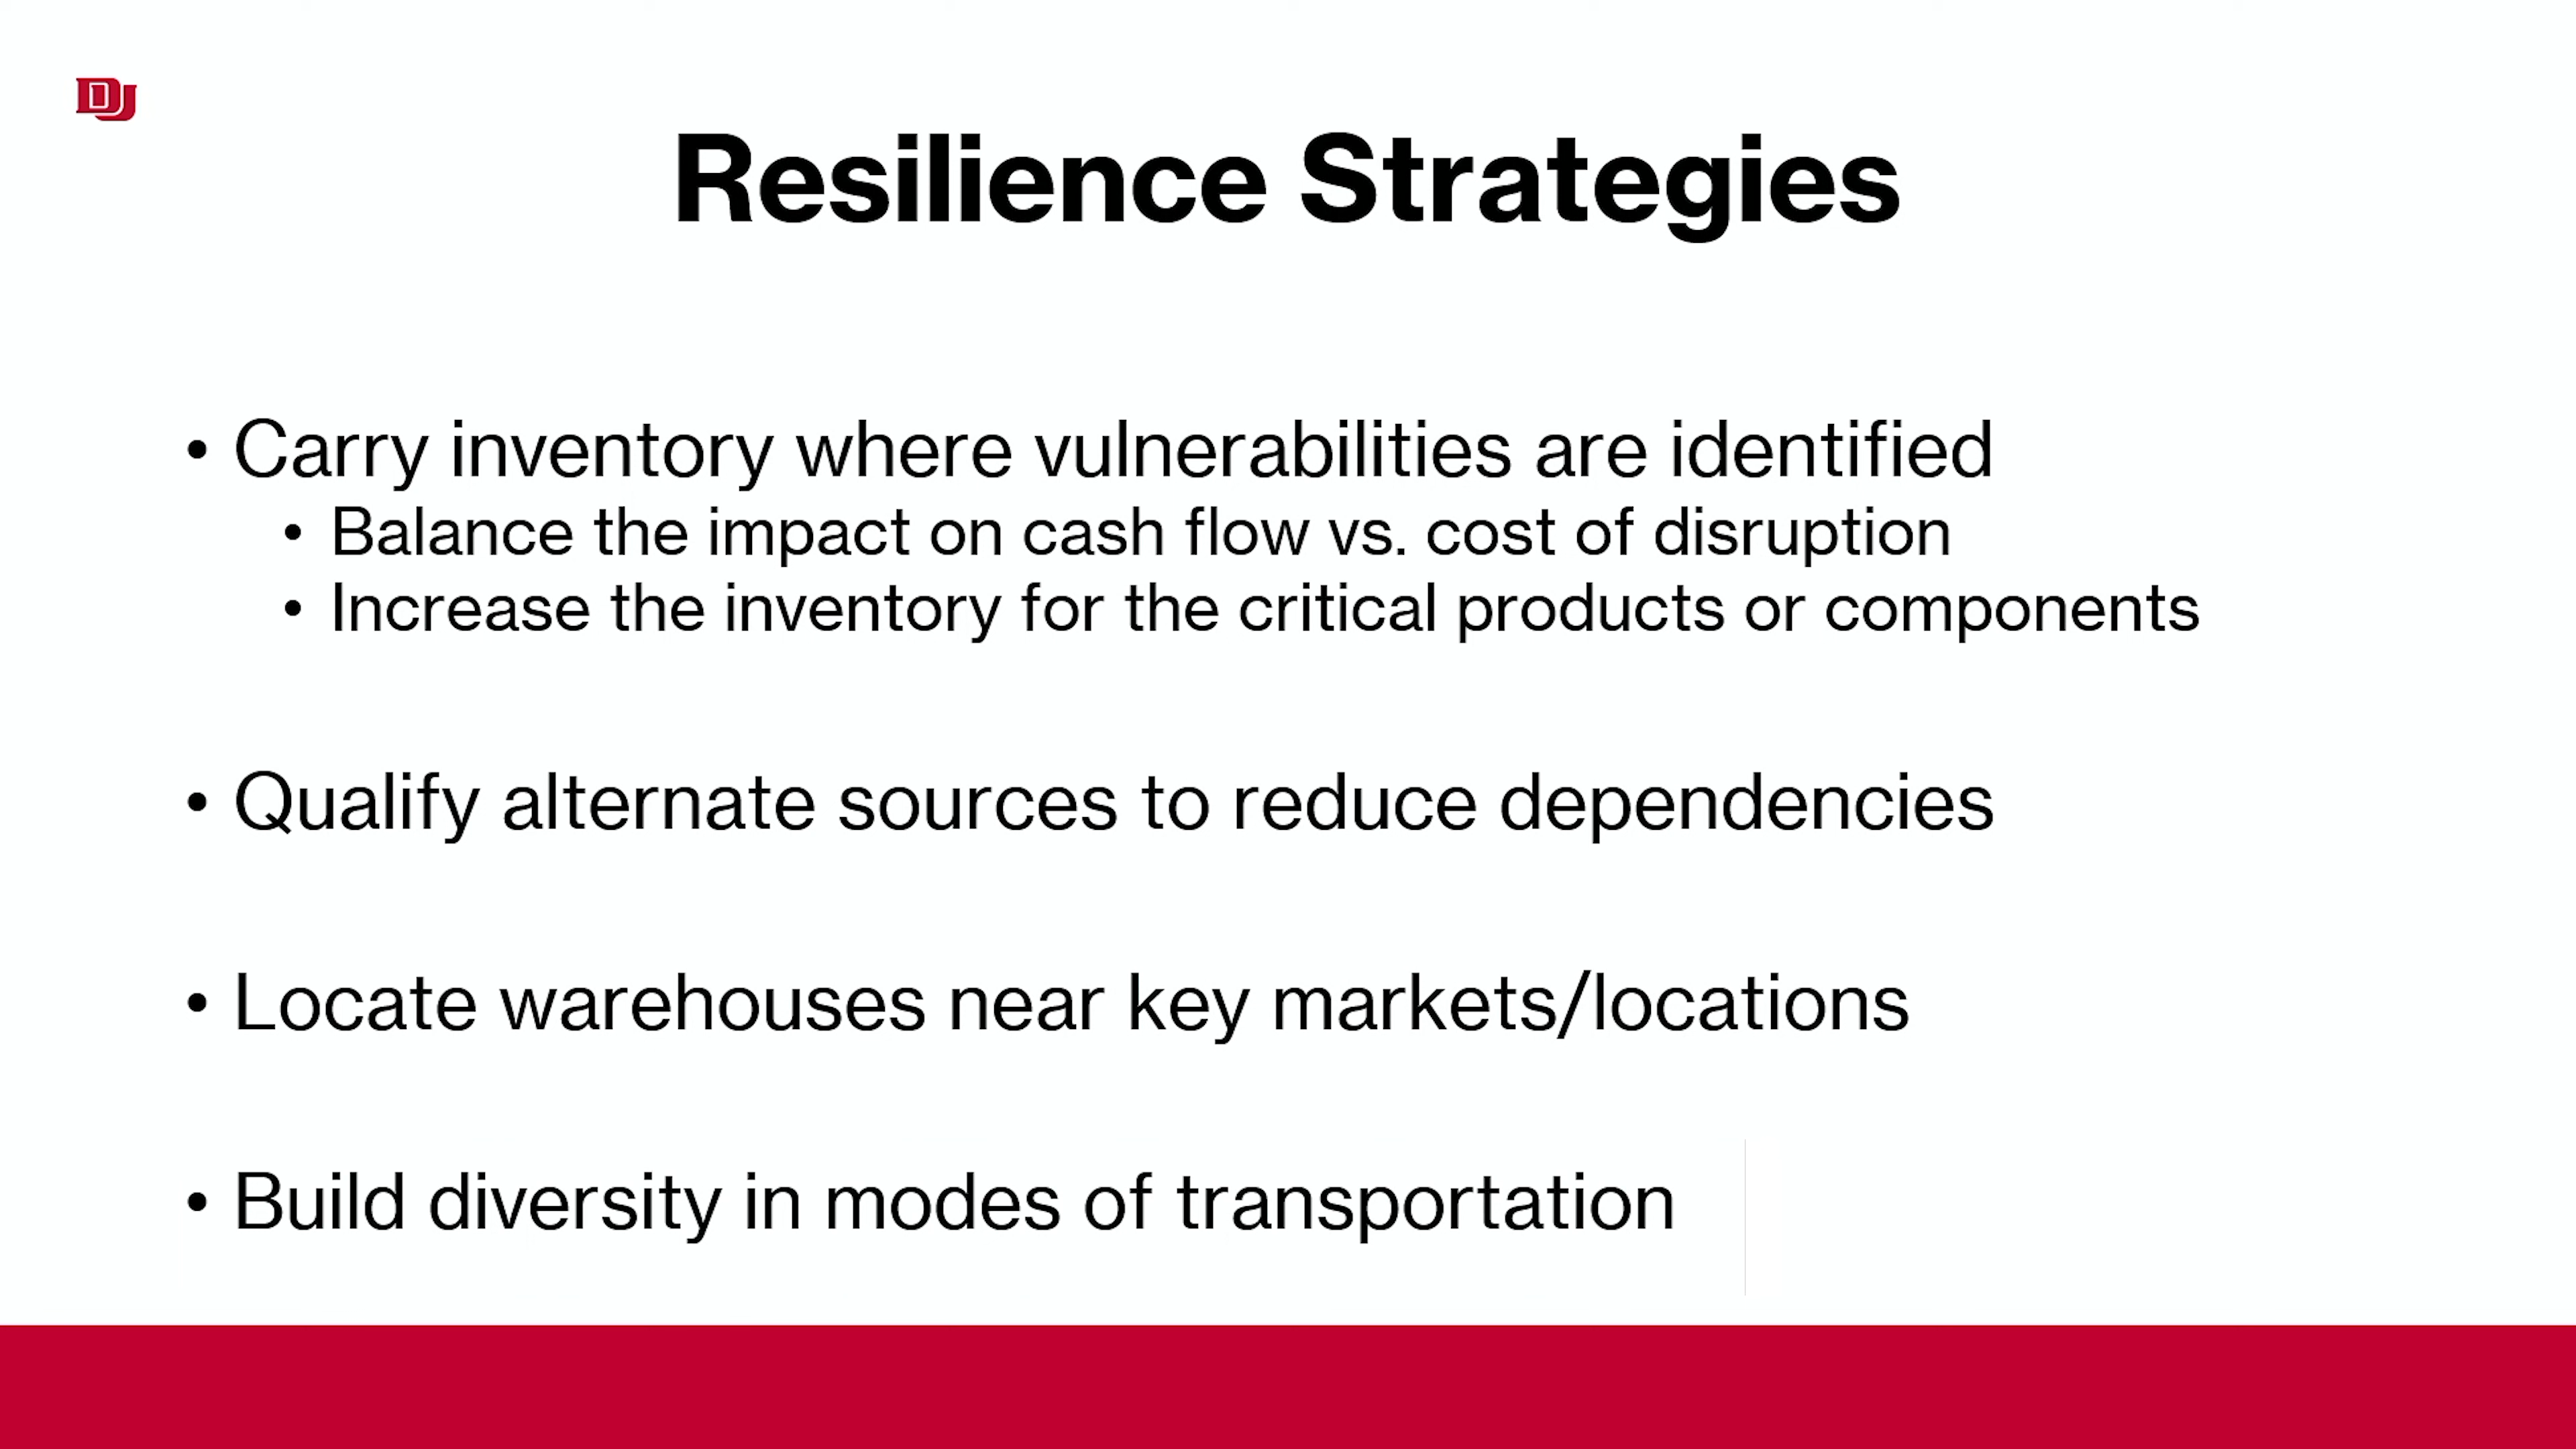 DU
Resilience Strategies
• Carry inventory where vulnerabilities are identified
• Balance the impact on cash flow vs. cost of disruption
• Increase the inventory for the critical products or components
• Qualify alternate sources to reduce dependencies
• Locate warehouses near key markets/locations
• Build diversity in modes of transportation